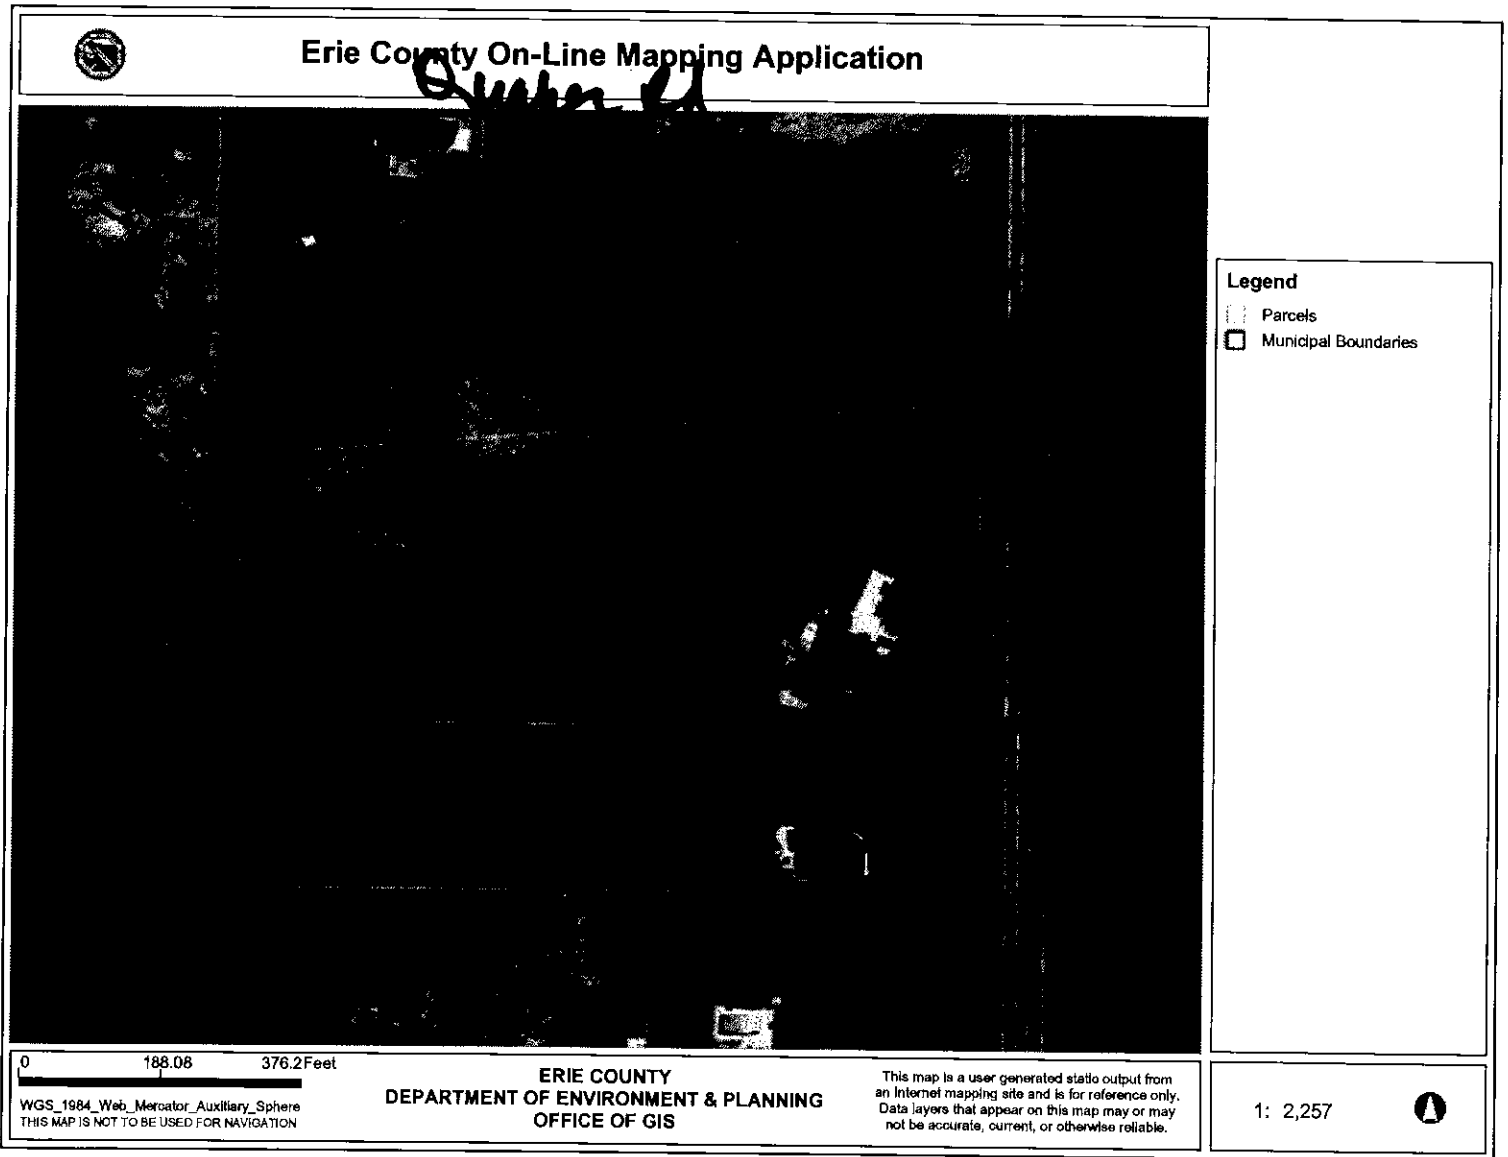 Erie County On-Line Mapping Application
Quaker Rd
Legend
Parcels
Municipal Boundaries
0 188.08 376.2Feet
WGS_1984_Web_Mercator_Auxiliary_Sphere
THIS MAP IS NOT TO BE USED FOR NAVIGATION
ERIE COUNTY
DEPARTMENT OF ENVIRONMENT & PLANNING
OFFICE OF GIS
This map is a user generated static output from
an Internet mapping site and is for reference only.
Data layers that appear on this map may or may
not be accurate, current, or otherwise reliable.
1: 2,257